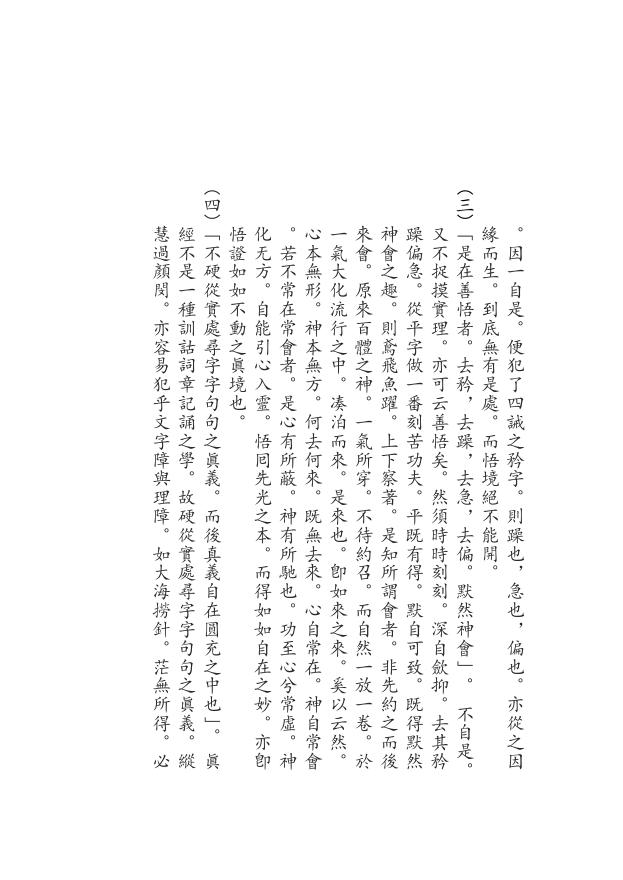 。因一自是。便犯了四誡之矜字。則躁也，急也，偏也。亦從之因
緣而生。到底無有是處。而悟境絕不能開。
（三）「是在善悟者。去矜，去躁，去急，去偏。默然神會」。　不自是。
又不捉摸實理。亦可云善悟矣。然須時時刻刻。深自歛抑。去其矜
躁偏急。從平字做一番刻苦功夫。平既有得。默自可致。既得默然
神會之趣。則鳶飛魚躍。上下察著。是知所謂會者。非先約之而後
來會。原來百體之神。一氣所穿。不待約召。而自然一放一卷。於
一氣大化流行之中。凑泊而來。是來也。卽如來之來。奚以云然。
心本無形。神本無方。何去何來。既無去來。心自常在。神自常會
。若不常在常會者。是心有所蔽。神有所馳也。功至心兮常虛。神
化无方。自能引心入靈。悟囘先光之本。而得如如自在之妙。亦卽
悟證如如不動之眞境也。
（四）「不硬從實處尋字字句句之眞義。而後真義自在圓充之中也」。眞
經不是一種訓詁詞章記誦之學。故硬從實處尋字字句句之眞義。縱
慧過顏閔。亦容易犯乎文字障與理障。如大海撈針。茫無所得。必